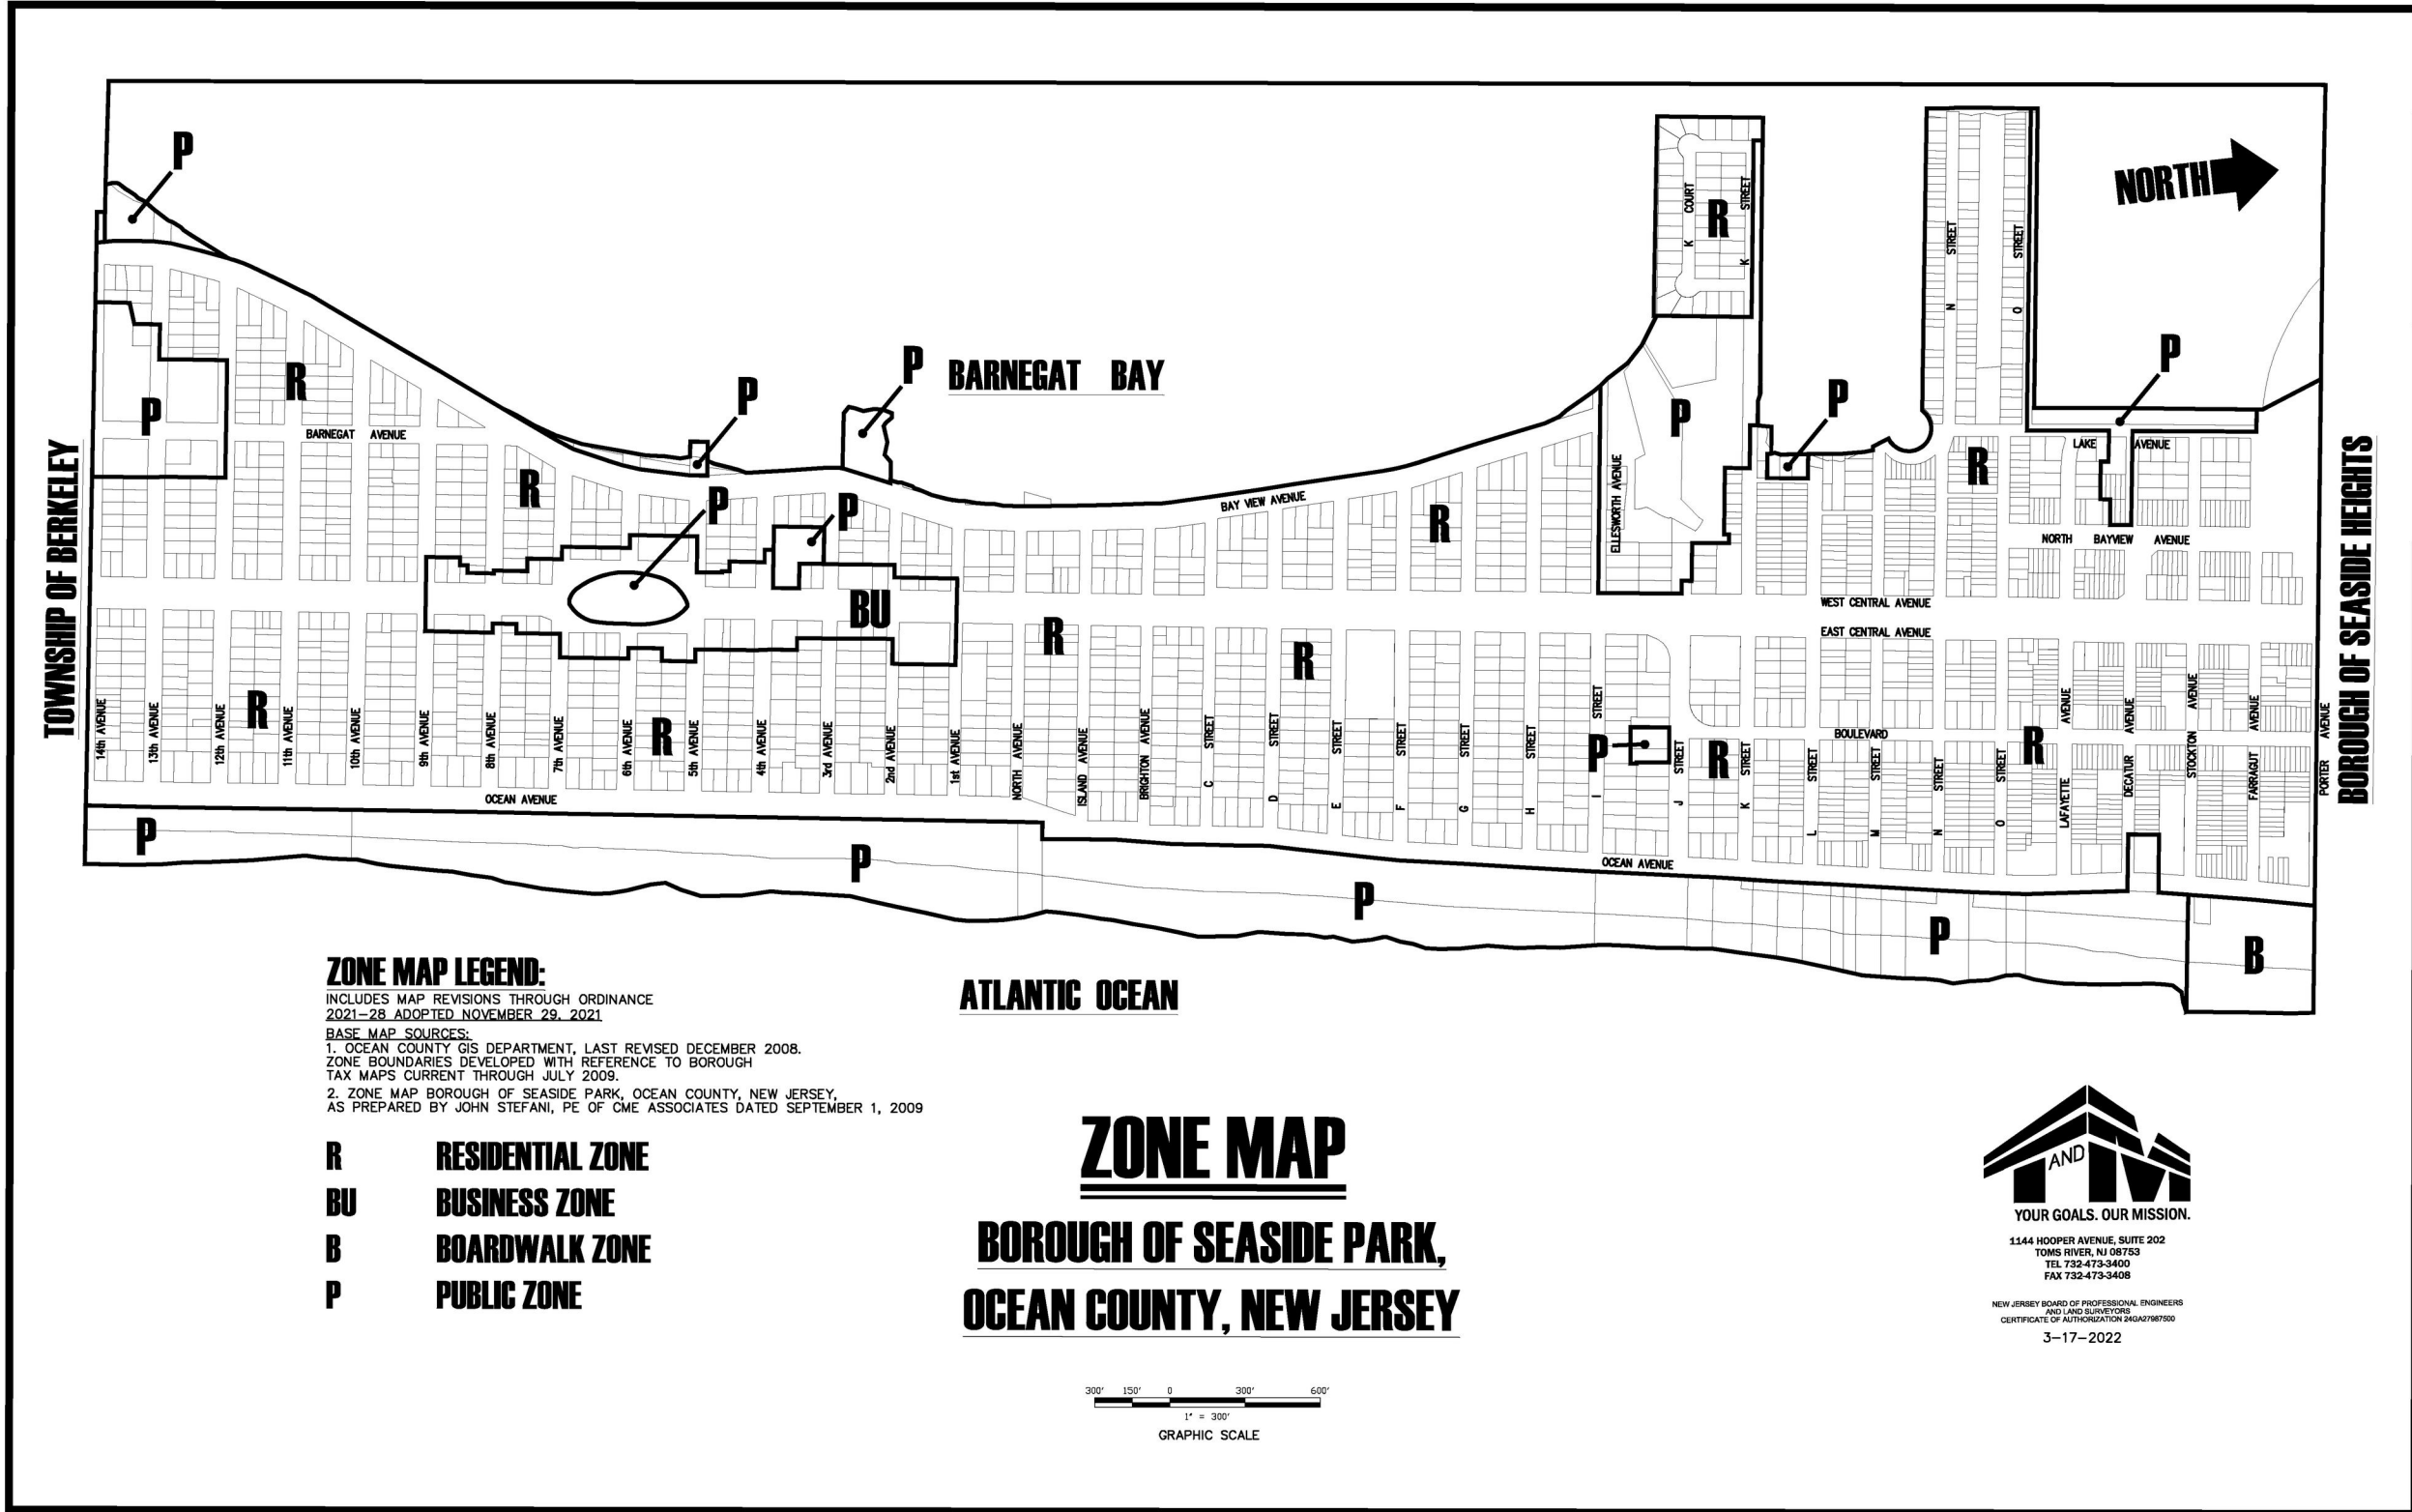 P
NORTH
K COURT
R
K STREET
N STREET
O STREET
P
P
P
P
BARNEGAT BAY
R
P
BARNEGAT AVENUE
P
P
LAKE AVENUE
R
R
P
P
BAY VIEW AVENUE
R
ELLESWORTH AVENUE
NORTH BAYVIEW AVENUE
TOWNSHIP OF BERKELEY
BOROUGH OF SEASIDE HEIGHTS
BU
WEST CENTRAL AVENUE
EAST CENTRAL AVENUE
R
R
R
R
P
R
R
BOULEVARD
14th AVENUE
13th AVENUE
12th AVENUE
11th AVENUE
10th AVENUE
9th AVENUE
8th AVENUE
7th AVENUE
6th AVENUE
5th AVENUE
4th AVENUE
3rd AVENUE
2nd AVENUE
1st AVENUE
NORTH AVENUE
ISLAND AVENUE
BRIGHTON AVENUE
C STREET
D STREET
E STREET
F STREET
G STREET
H STREET
I STREET
J STREET
K STREET
L STREET
M STREET
N STREET
O STREET
LAFAYETTE AVENUE
DECATUR AVENUE
STOCKTON AVENUE
FARRAGUT AVENUE
PORTER AVENUE
OCEAN AVENUE
OCEAN AVENUE
P
P
P
P
B
ATLANTIC OCEAN
ZONE MAP LEGEND:
INCLUDES MAP REVISIONS THROUGH ORDINANCE
2021-28 ADOPTED NOVEMBER 29, 2021
BASE MAP SOURCES:
1. OCEAN COUNTY GIS DEPARTMENT, LAST REVISED DECEMBER 2008.
ZONE BOUNDARIES DEVELOPED WITH REFERENCE TO BOROUGH
TAX MAPS CURRENT THROUGH JULY 2009.
2. ZONE MAP BOROUGH OF SEASIDE PARK, OCEAN COUNTY, NEW JERSEY,
AS PREPARED BY JOHN STEFANI, PE OF CME ASSOCIATES DATED SEPTEMBER 1, 2009
R RESIDENTIAL ZONE
BU BUSINESS ZONE
B BOARDWALK ZONE
P PUBLIC ZONE
ZONE MAP
BOROUGH OF SEASIDE PARK,
OCEAN COUNTY, NEW JERSEY
300' 150' 0 300' 600'
1" = 300'
GRAPHIC SCALE
T AND M
YOUR GOALS. OUR MISSION.
1144 HOOPER AVENUE, SUITE 202
TOMS RIVER, NJ 08753
TEL 732-473-3400
FAX 732-473-3408
NEW JERSEY BOARD OF PROFESSIONAL ENGINEERS
AND LAND SURVEYORS
CERTIFICATE OF AUTHORIZATION 24GA27987500
3-17-2022